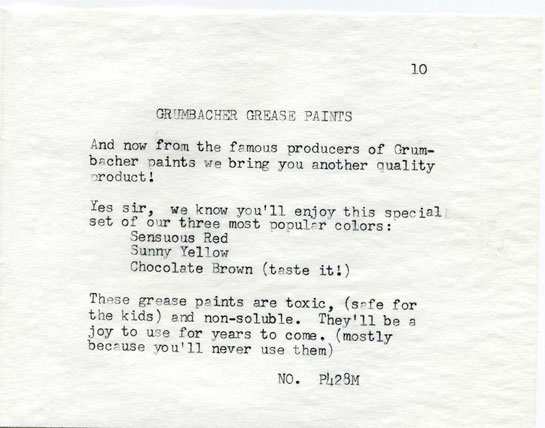 10
GRUMBACHER GREASE PAINTS
And now from the famous producers of Grum-
bacher paints we bring you another quality
product!
Yes sir, we know you'll enjoy this special
set of our three most popular colors:
Sensuous Red
Sunny Yellow
Chocolate Brown (taste it!)
These grease paints are toxic, (safe for
the kids) and non-soluble. They'll be a
joy to use for years to come. (mostly
because you'll never use them)
NO. P428M